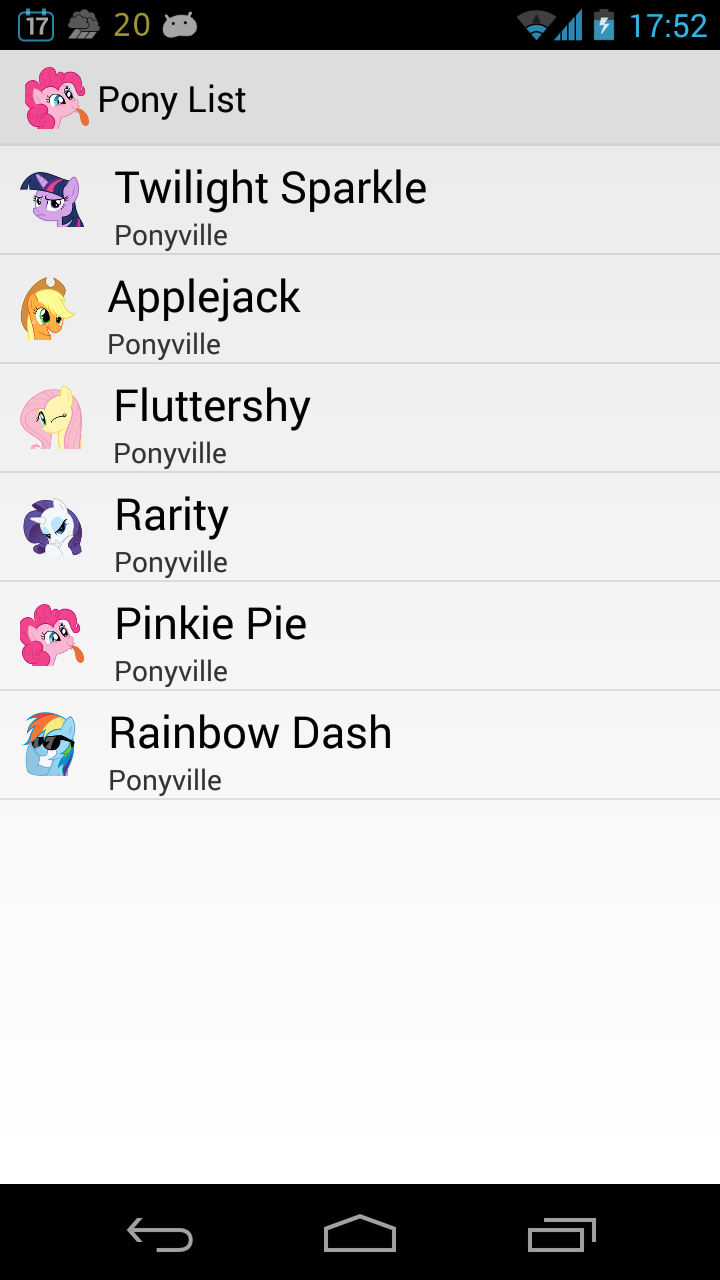 17 20 17:52
Pony List
Twilight Sparkle
Ponyville
Applejack
Ponyville
Fluttershy
Ponyville
Rarity
Ponyville
Pinkie Pie
Ponyville
Rainbow Dash
Ponyville